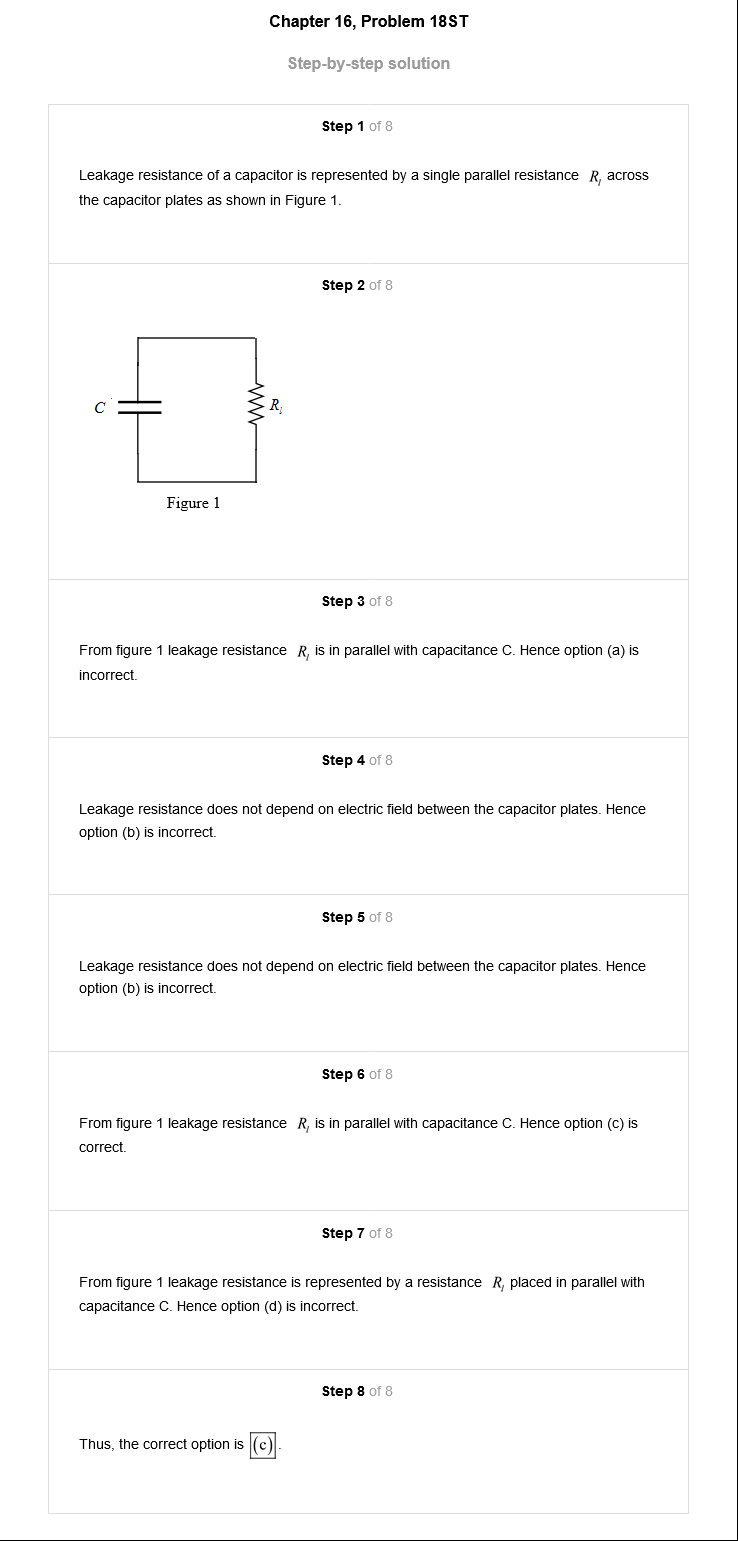 Chapter 16, Problem 18ST
Step-by-step solution
Step 1 of 8
Leakage resistance of a capacitor is represented by a single parallel resistance R_l across
the capacitor plates as shown in Figure 1.
Step 2 of 8
C
R_l
Figure 1
Step 3 of 8
From figure 1 leakage resistance R_l is in parallel with capacitance C. Hence option (a) is
incorrect.
Step 4 of 8
Leakage resistance does not depend on electric field between the capacitor plates. Hence
option (b) is incorrect.
Step 5 of 8
Leakage resistance does not depend on electric field between the capacitor plates. Hence
option (b) is incorrect.
Step 6 of 8
From figure 1 leakage resistance R_l is in parallel with capacitance C. Hence option (c) is
correct.
Step 7 of 8
From figure 1 leakage resistance is represented by a resistance R_l placed in parallel with
capacitance C. Hence option (d) is incorrect.
Step 8 of 8
Thus, the correct option is (c).